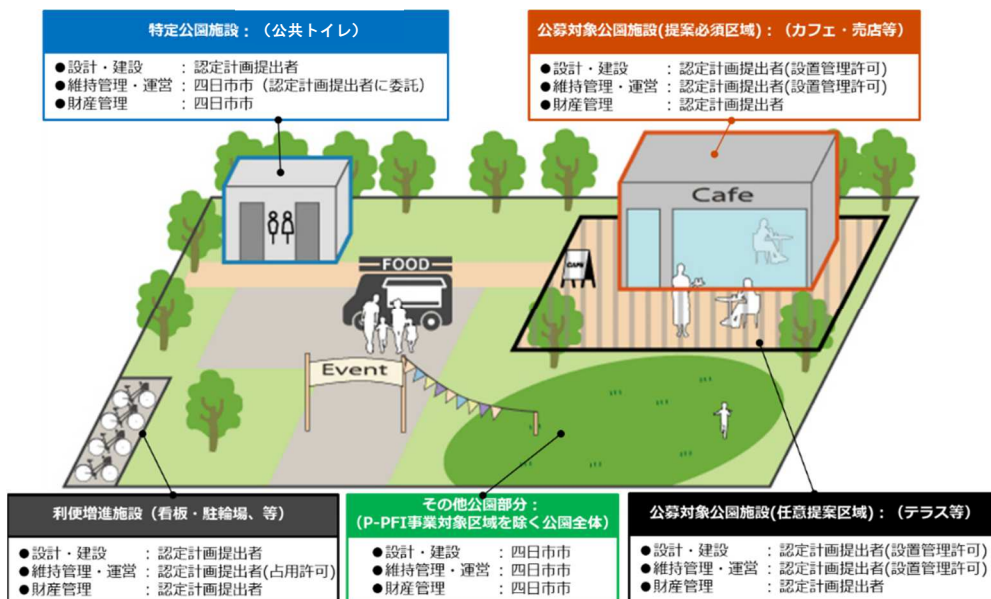 特定公園施設：（公共トイレ）
●設計・建設　：認定計画提出者
●維持管理・運営：四日市市（認定計画提出者に委託）
●財産管理　：四日市市
公募対象公園施設(提案必須区域)：（カフェ・売店等）
●設計・建設　：認定計画提出者(設置管理許可)
●維持管理・運営：認定計画提出者(設置管理許可)
●財産管理　：認定計画提出者
Cafe
CAFE
FOOD
Event
利便増進施設（看板・駐輪場、等）
●設計・建設　：認定計画提出者
●維持管理・運営：認定計画提出者(占用許可)
●財産管理　：認定計画提出者
その他公園部分：
（P-PFI事業対象区域を除く公園全体）
●設計・建設　：四日市市
●維持管理・運営：四日市市
●財産管理　：四日市市
公募対象公園施設(任意提案区域)：（テラス等）
●設計・建設　：認定計画提出者(設置管理許可)
●維持管理・運営：認定計画提出者(設置管理許可)
●財産管理　：認定計画提出者